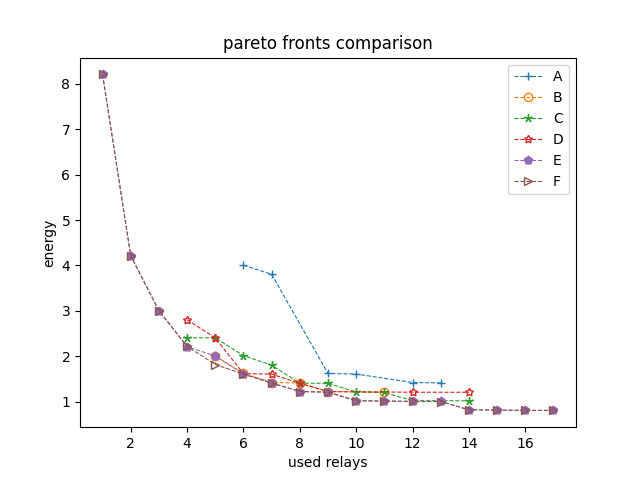 pareto fronts comparison
8
7
6
5
4
3
2
1
energy
A
B
C
D
E
F
2 4 6 8 10 12 14 16
used relays